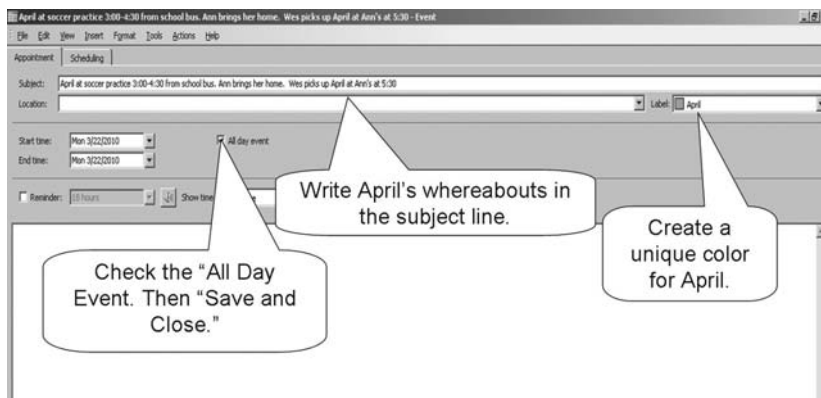 April at soccer practice 3:00-4:30 from school bus. Ann brings her home. Wes picks up April at Ann's at 5:30 - Event
File Edit View Insert Format Tools Actions Help
Appointment Scheduling
Subject: April at soccer practice 3:00-4:30 from school bus. Ann brings her home. Wes picks up April at Ann's at 5:30
Location: Label: April
Start time: Mon 3/22/2010 All day event
End time: Mon 3/22/2010
Reminder: 18 hours Show time
Write April's whereabouts in
the subject line.
Create a
unique color
for April.
Check the “All Day
Event. Then “Save and
Close.”